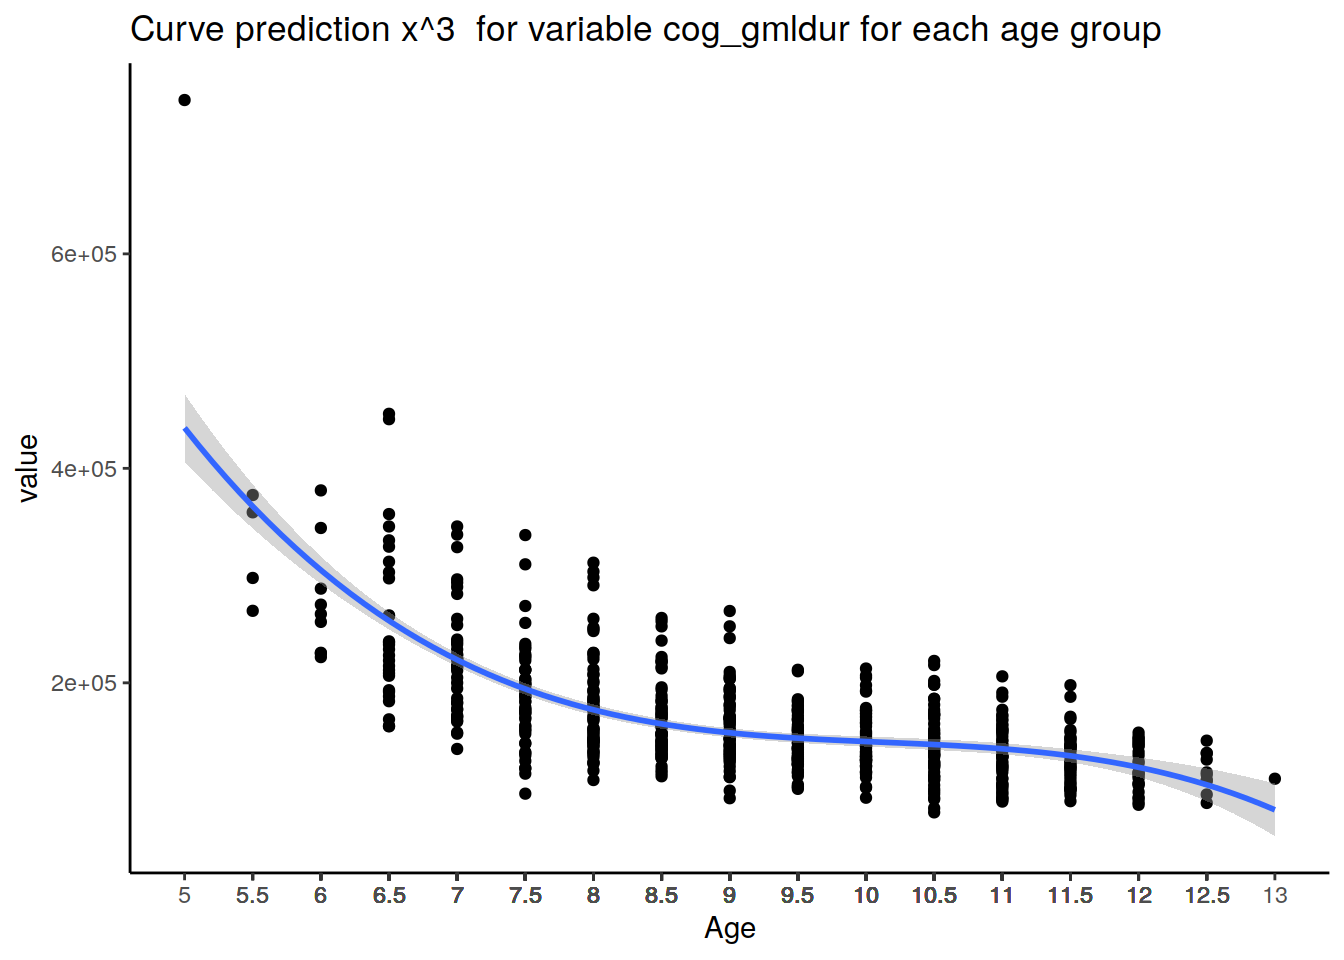 Curve prediction x^3  for variable cog_gmldur for each age group
6e+05
4e+05
2e+05
value
5 5.5 6 6.5 7 7.5 8 8.5 9 9.5 10 10.5 11 11.5 12 12.5 13
Age